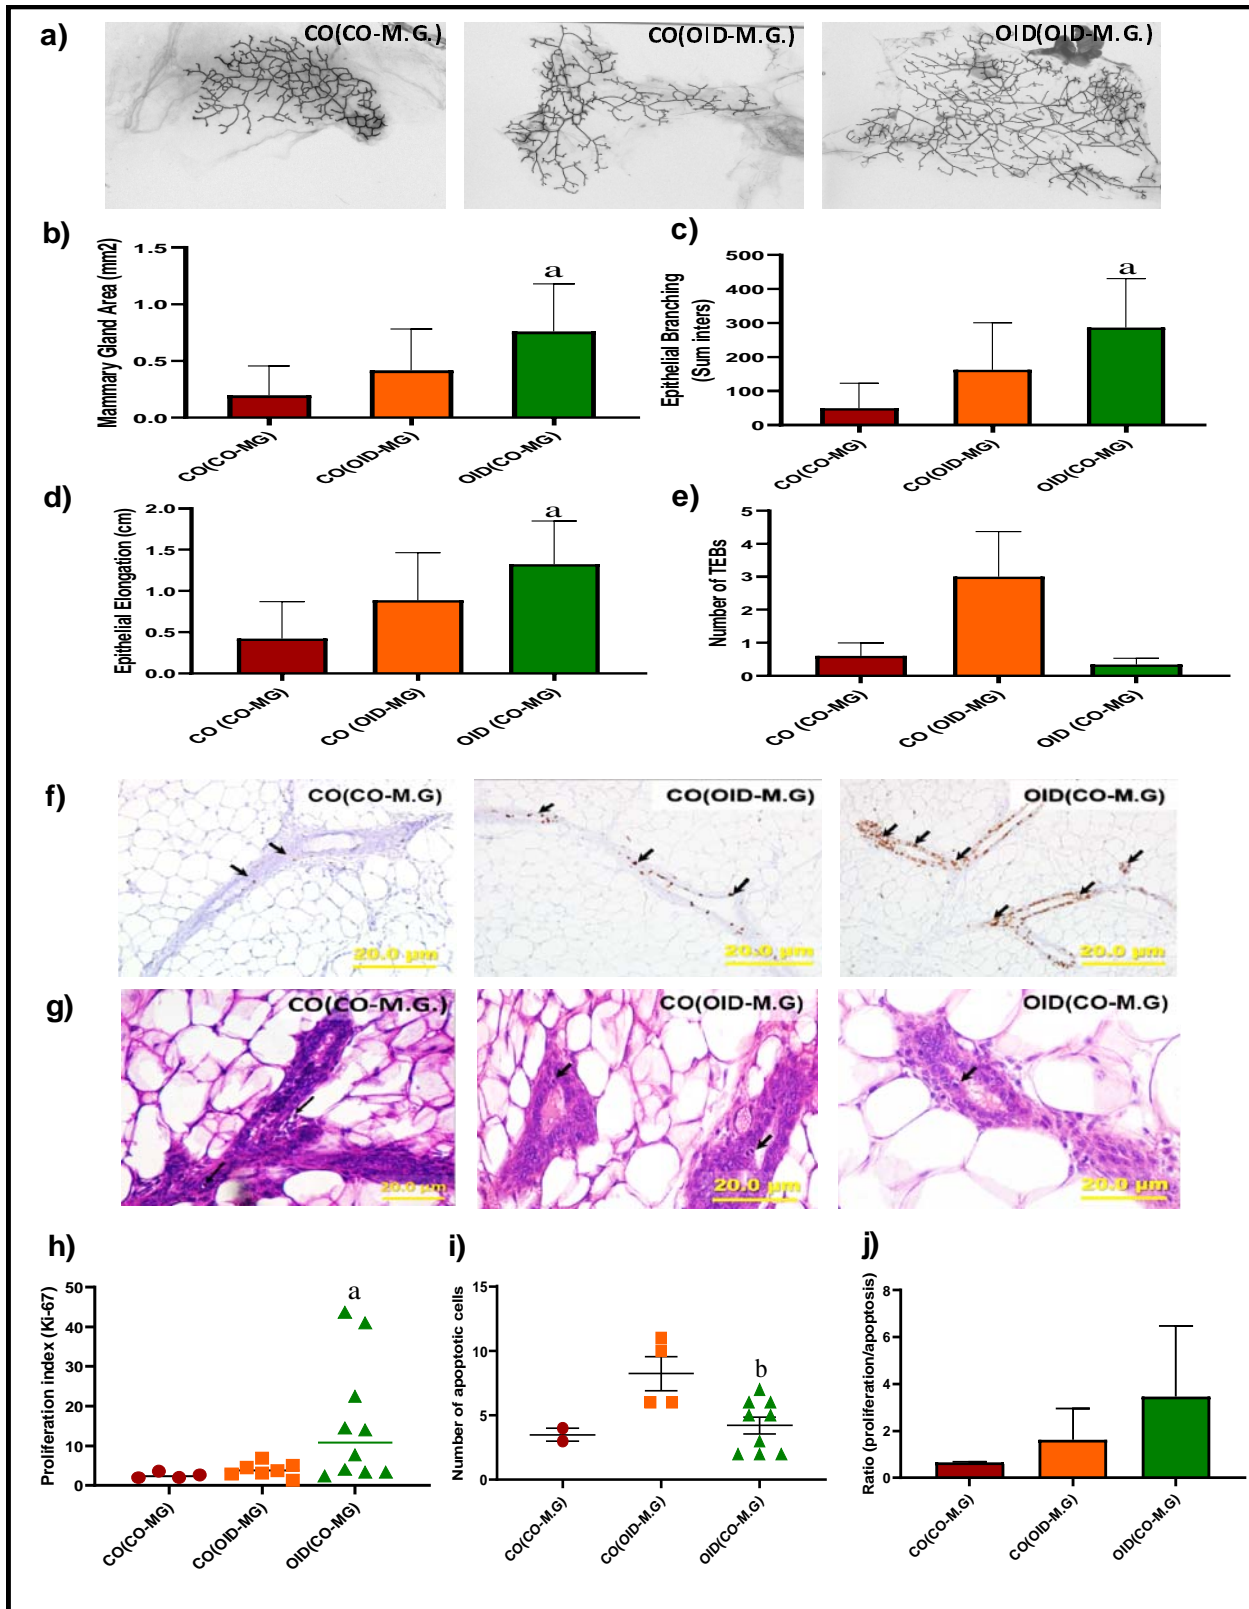 a)
CO(CO-M.G.)
CO(OID-M.G.)
OID(OID-M.G.)
b)
Mammary Gland Area (mm2)
1.5
1.0
0.5
0.0
a
CO(CO-MG)
CO(OID-MG)
OID(CO-MG)
c)
Epithelial Branching
(Sum inters)
500
400
300
200
100
0
a
CO(CO-MG)
CO(OID-MG)
OID(CO-MG)
d)
Epithelial Elongation (cm)
2.0
1.5
1.0
0.5
0.0
a
CO (CO-MG)
CO (OID-MG)
OID (CO-MG)
e)
Number of TEBs
5
4
3
2
1
0
CO (CO-MG)
CO (OID-MG)
OID (CO-MG)
f)
CO(CO-M.G)
20.0 µm
CO(OID-M.G)
20.0 µm
OID(CO-M.G)
20.0 µm
g)
CO(CO-M.G.)
20.0 µm
CO(OID-M.G)
20.0 µm
OID(CO-M.G)
20.0 µm
h)
Proliferation index (Ki-67)
50
40
30
20
10
0
a
CO(CO-MG)
CO(OID-MG)
OID(CO-MG)
i)
Number of apoptotic cells
15
10
5
0
b
CO(CO-M.G)
CO(OID-M.G)
OID(CO-M.G)
j)
Ratio (proliferation/apoptosis)
8
6
4
2
0
CO(CO-M.G)
CO(OID-M.G)
OID(CO-M.G)